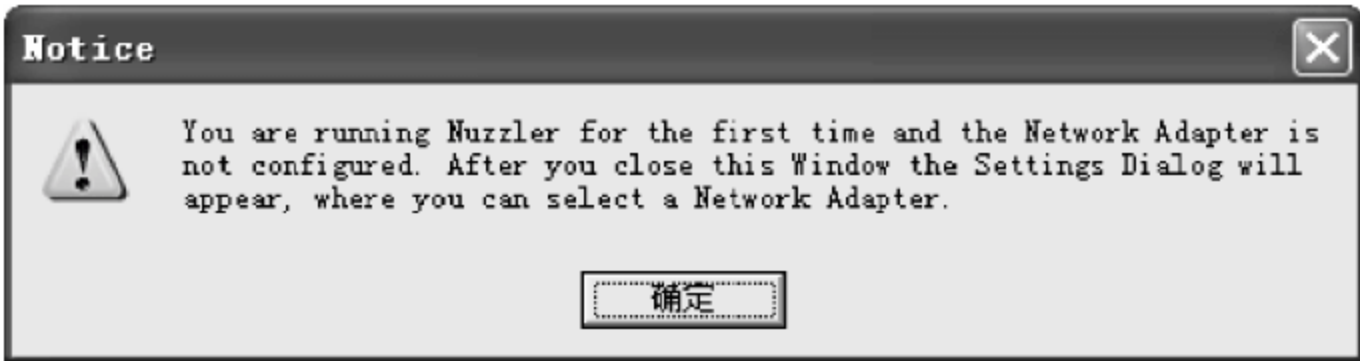 Notice
You are running Nuzzler for the first time and the Network Adapter is
not configured. After you close this Window the Settings Dialog will
appear, where you can select a Network Adapter.
确定